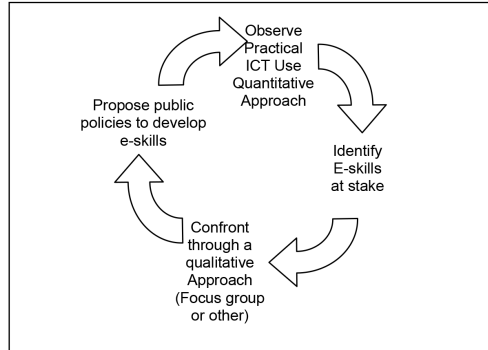 Observe
Practical
ICT Use
Quantitative
Approach
Identify
E-skills
at stake
Confront
through a
qualitative
Approach
(Focus group
or other)
Propose public
policies to develop
e-skills